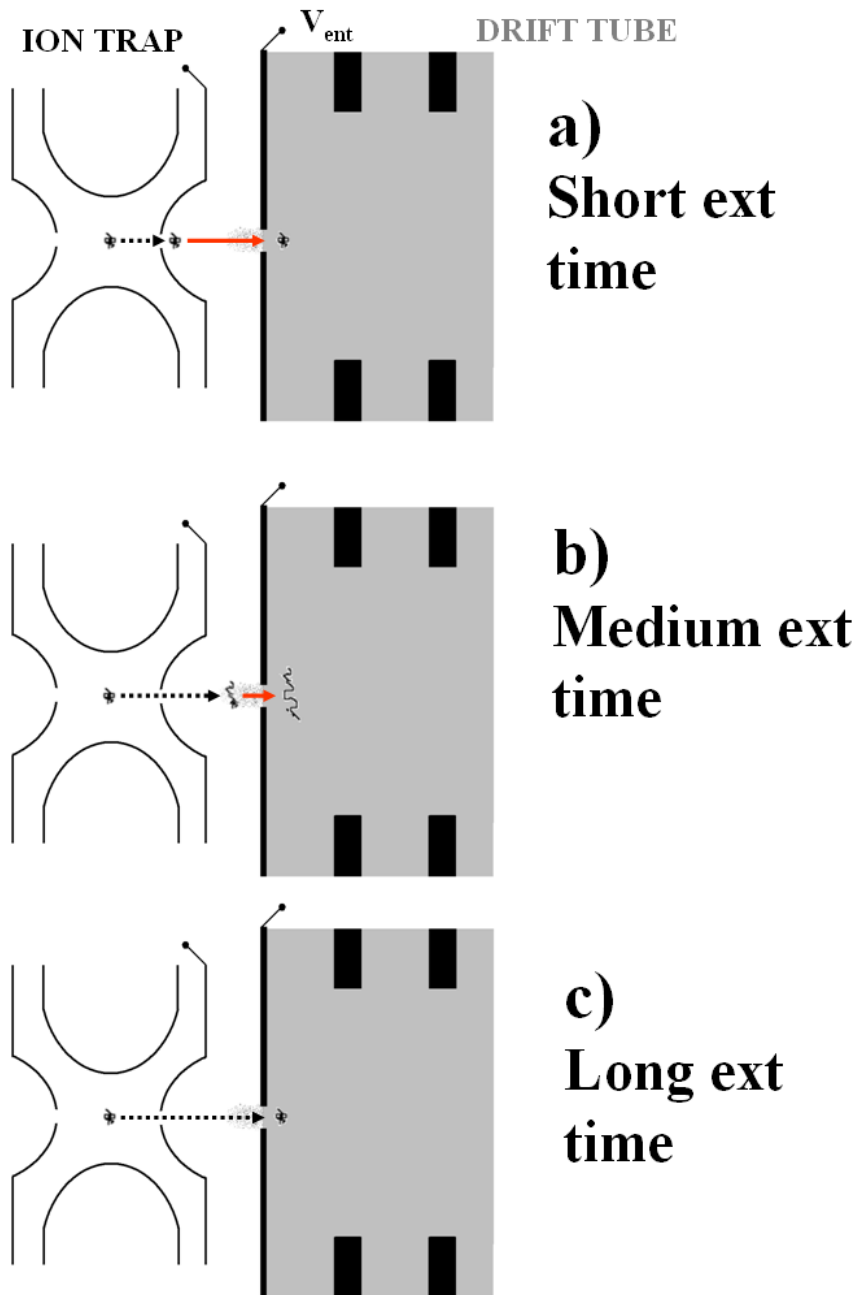 ION TRAP
V_ent
DRIFT TUBE
a)
Short ext
time
b)
Medium ext
time
c)
Long ext
time